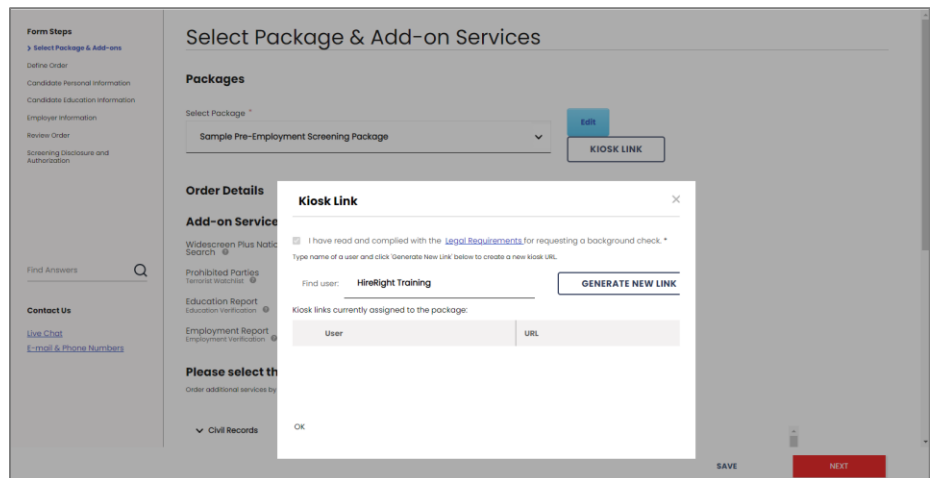 Form Steps
Select Package & Add-ons
Define Order
Candidate Personal Information
Candidate Education Information
Employer Information
Review Order
Screening Disclosure and
Authorization
Find Answers
Contact Us
Live Chat
E-mail & Phone Numbers
Select Package & Add-on Services
Packages
Select Package *
Sample Pre-Employment Screening Package
Edit
KIOSK LINK
Order Details
Add-on Service
Widescreen Plus Natio
Search
Prohibited Parties
Terrorist Watchlist
Education Report
Education Verification
Employment Report
Employment Verification
Please select th
Order additional services by
Civil Records
Kiosk Link
I have read and complied with the Legal Requirements for requesting a background check. *
Type name of a user and click 'Generate New Link' below to create a new kiosk URL.
Find user: HireRight Training
GENERATE NEW LINK
Kiosk links currently assigned to the package:
User URL
OK
SAVE NEXT